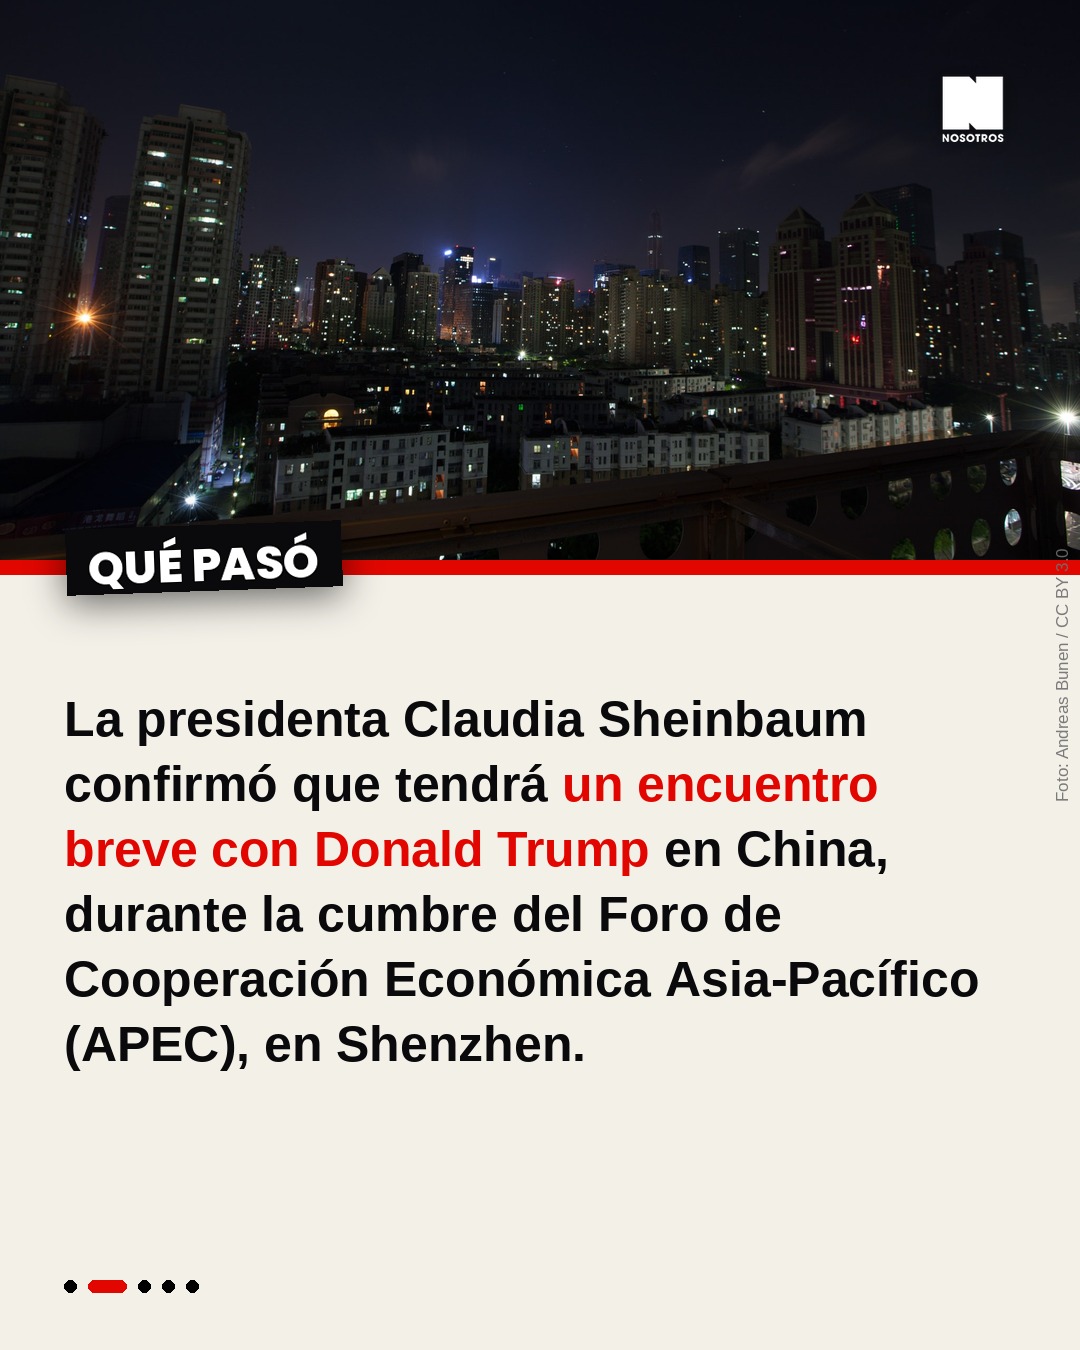 NOSOTROS
QUÉ PASÓ
La presidenta Claudia Sheinbaum
confirmó que tendrá un encuentro
breve con Donald Trump en China,
durante la cumbre del Foro de
Cooperación Económica Asia-Pacífico
(APEC), en Shenzhen.
Foto: Andreas Bunen / CC BY 3.0